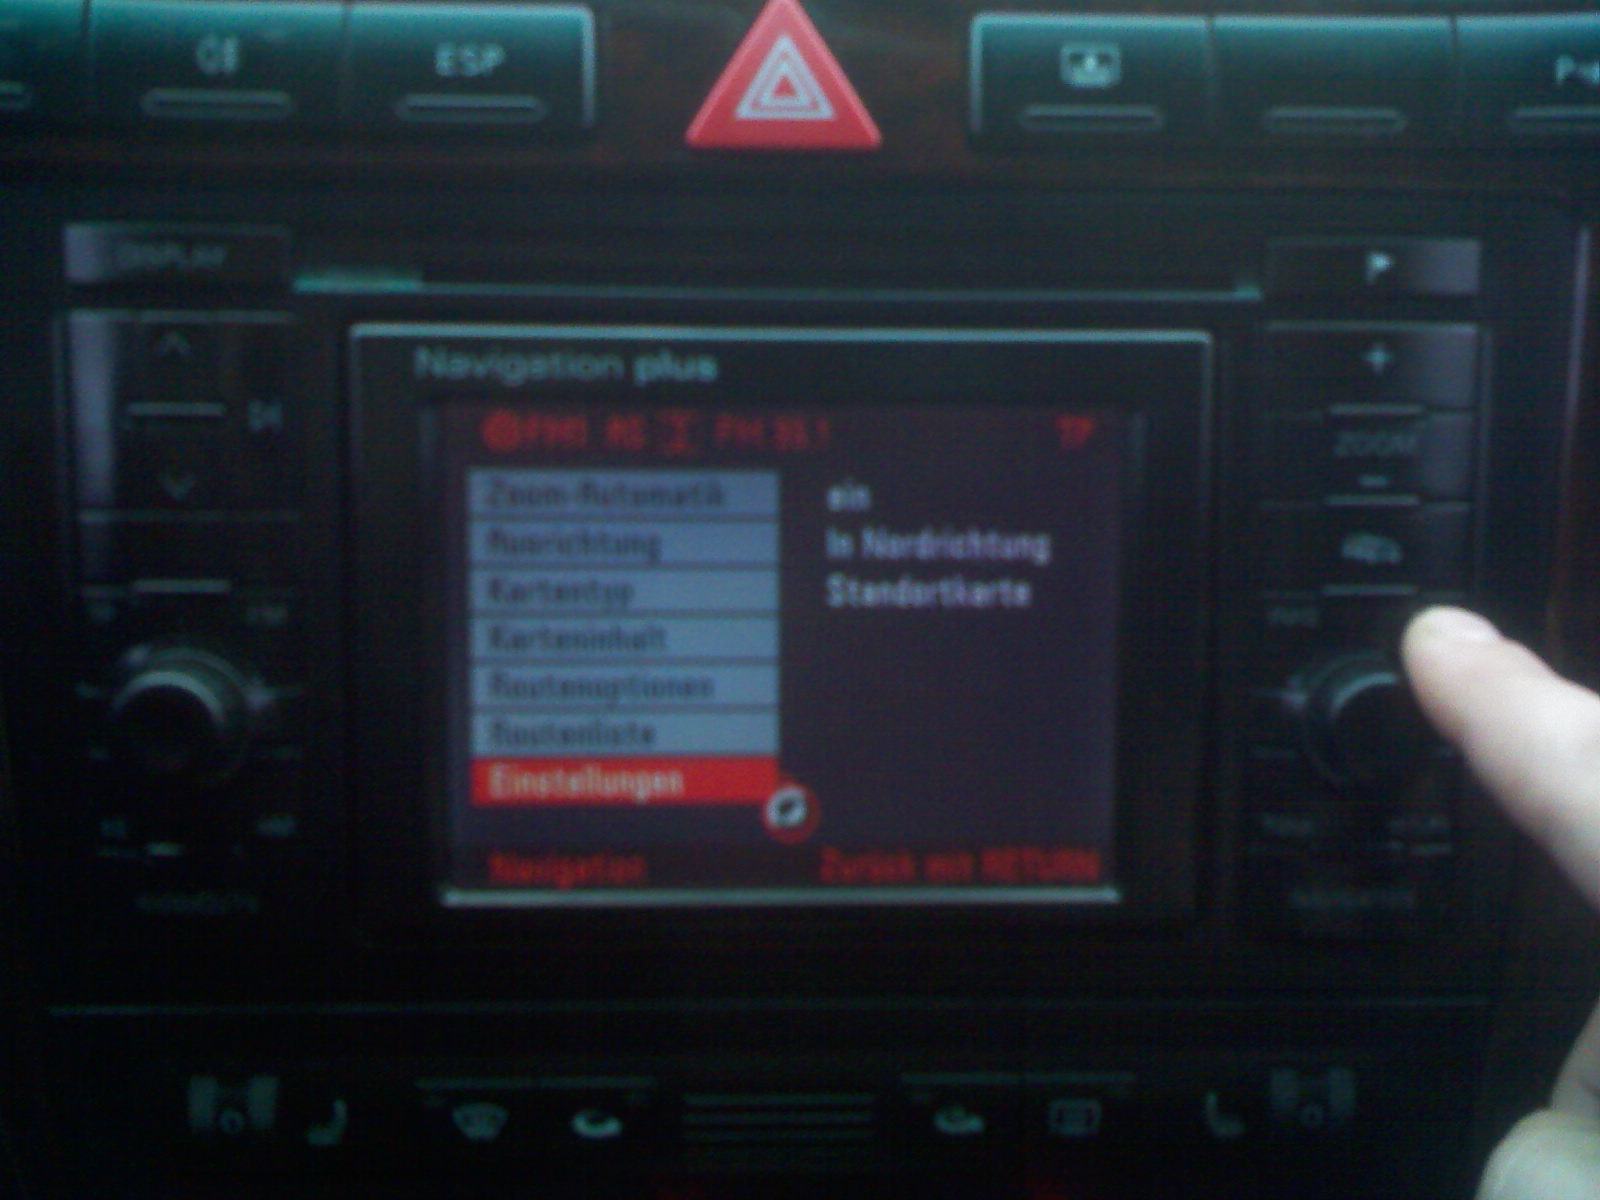 ESP
DISPLAY
Navigation plus
TP
Zoom-Automatik ein
Ausrichtung In Nordrichtung
Kartentyp Standortkarte
Karteninhalt
Routenoptionen
Routenliste
Einstellungen
Navigation Zurück mit RETURN
+
ZOOM
-